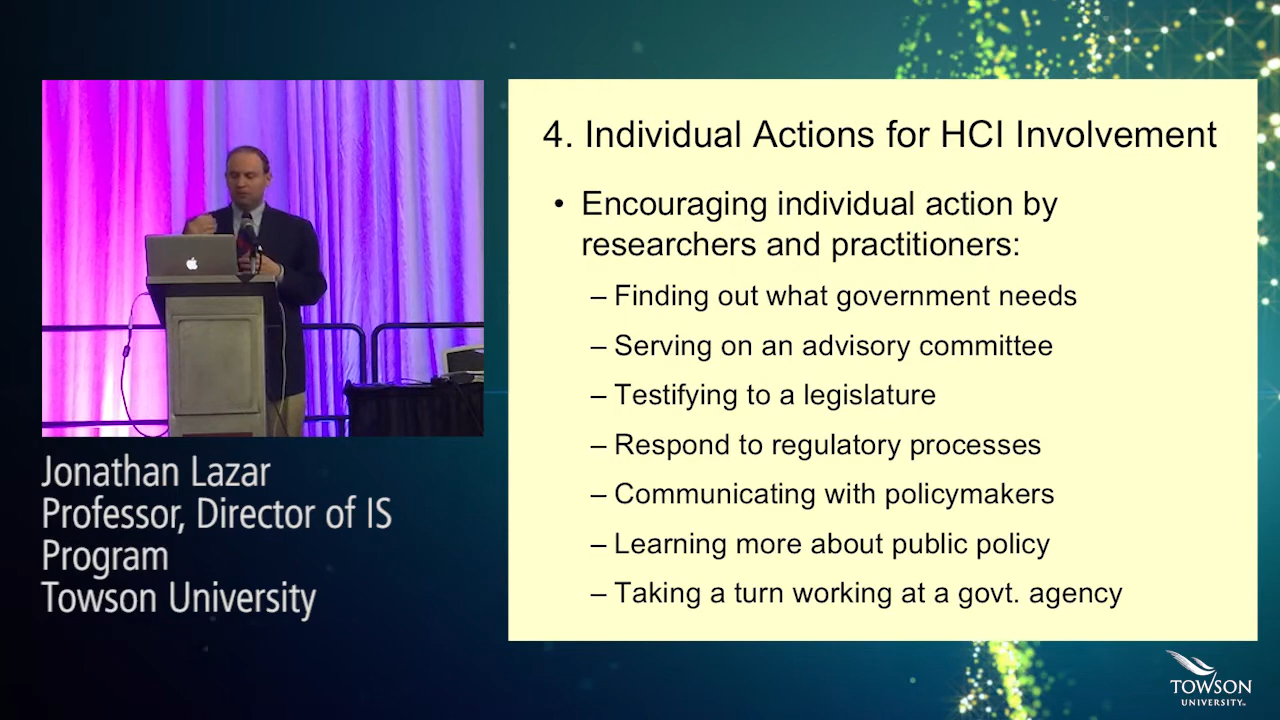 4. Individual Actions for HCI Involvement
• Encouraging individual action by
researchers and practitioners:
– Finding out what government needs
– Serving on an advisory committee
– Testifying to a legislature
– Respond to regulatory processes
– Communicating with policymakers
– Learning more about public policy
– Taking a turn working at a govt. agency
Jonathan Lazar
Professor, Director of IS
Program
Towson University
TOWSON
UNIVERSITY